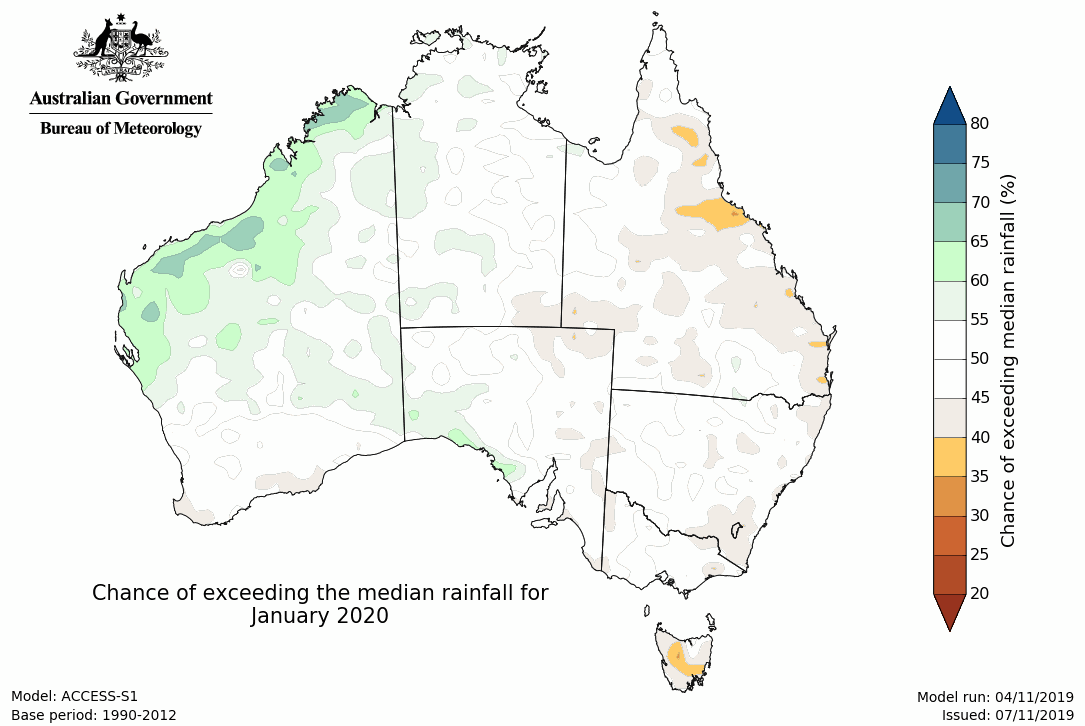 Australian Government
Bureau of Meteorology
80
75
70
65
60
55
50
45
40
35
30
25
20
Chance of exceeding median rainfall (%)
Chance of exceeding the median rainfall for
January 2020
Model: ACCESS-S1
Base period: 1990-2012
Model run: 04/11/2019
Issued: 07/11/2019